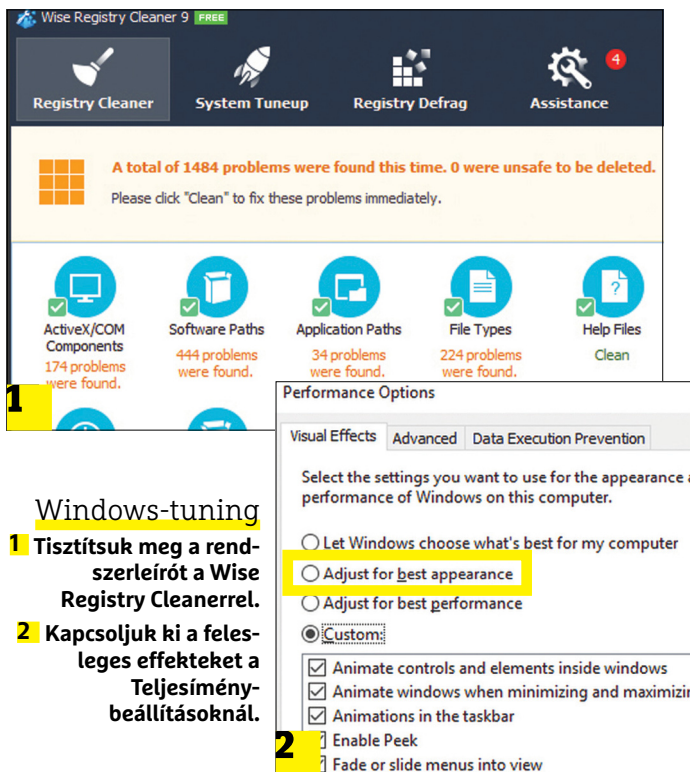 Wise Registry Cleaner 9 FREE
Registry Cleaner
System Tuneup
Registry Defrag
4
Assistance
A total of 1484 problems were found this time. 0 were unsafe to be deleted.
Please click "Clean" to fix these problems immediately.
ActiveX/COM
Components
174 problems
were found.
Software Paths
444 problems
were found.
Application Paths
34 problems
were found.
File Types
224 problems
were found.
?
Help Files
Clean
1
Performance Options
Visual Effects
Advanced
Data Execution Prevention
Select the settings you want to use for the appearance a
performance of Windows on this computer.
Let Windows choose what's best for my computer
Adjust for best appearance
Adjust for best performance
Custom:
Animate controls and elements inside windows
Animate windows when minimizing and maximizin
Animations in the taskbar
Enable Peek
Fade or slide menus into view
2
Windows-tuning
1 Tisztítsuk meg a rend-
szerleírót a Wise
Registry Cleanerrel.
2 Kapcsoljuk ki a feles-
leges effekteket a
Teljesímény-
beállításoknál.